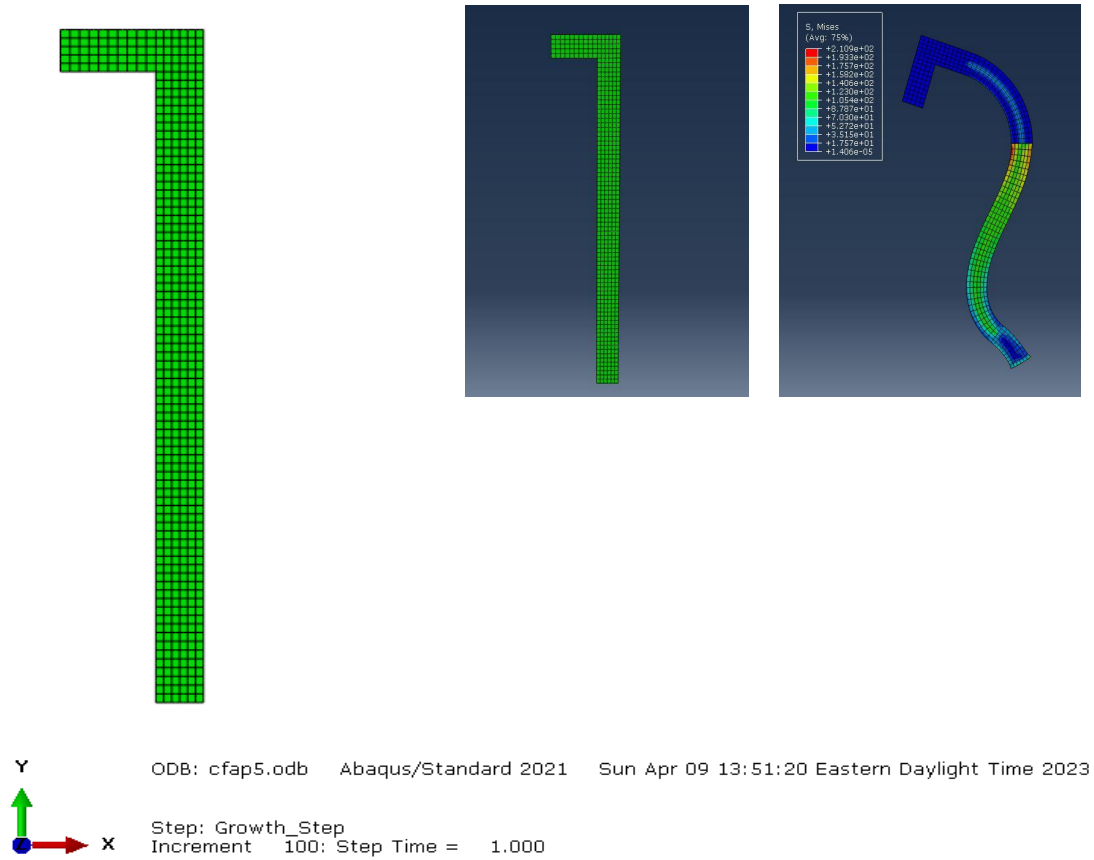 S, Mises
(Avg: 75%)
+2.109e+02
+1.933e+02
+1.757e+02
+1.582e+02
+1.406e+02
+1.230e+02
+1.054e+02
+8.787e+01
+7.030e+01
+5.272e+01
+3.515e+01
+1.757e+01
+1.406e-05
Y
Z
X
ODB: cfap5.odb Abaqus/Standard 2021 Sun Apr 09 13:51:20 Eastern Daylight Time 2023
Step: Growth_Step
Increment 100: Step Time = 1.000